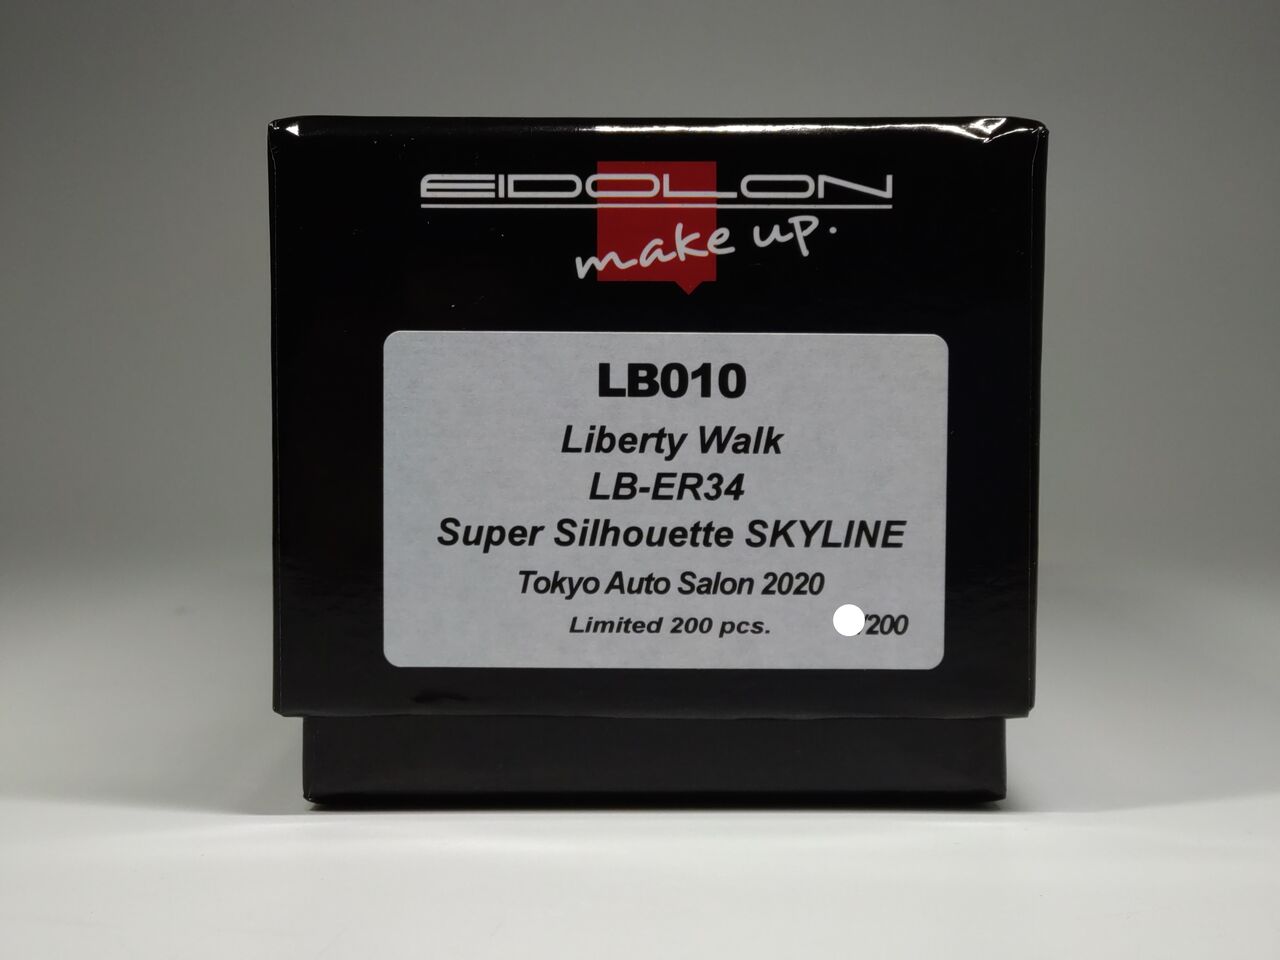 EIDOLON
make up.
LB010
Liberty Walk
LB-ER34
Super Silhouette SKYLINE
Tokyo Auto Salon 2020
Limited 200 pcs. /200